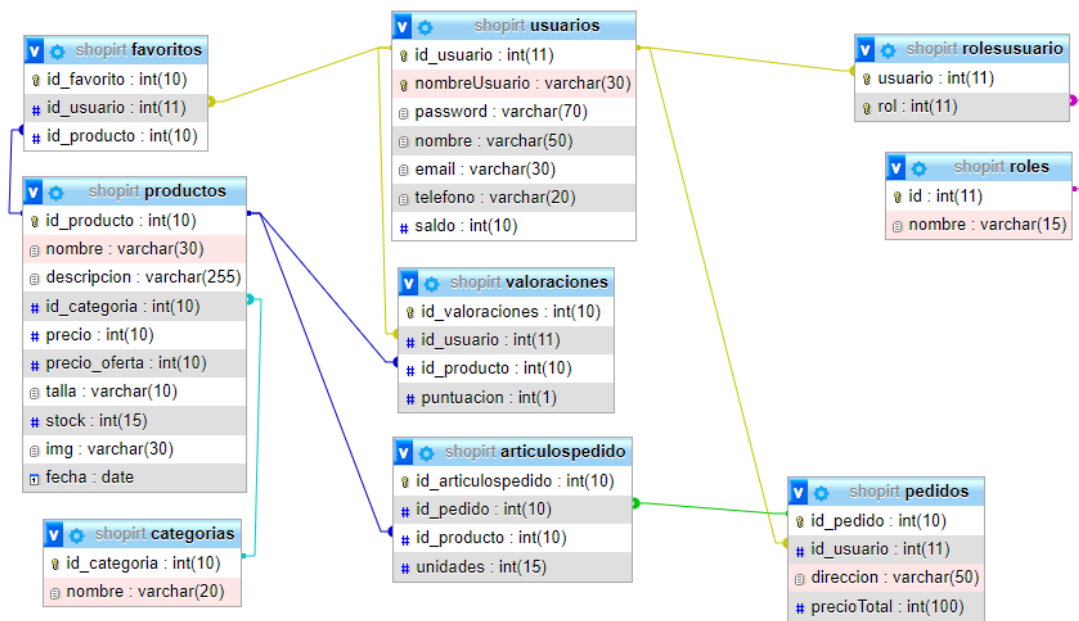 shopirt favoritos
id_favorito : int(10)
id_usuario : int(11)
id_producto : int(10)
shopirt productos
id_producto : int(10)
nombre : varchar(30)
descripcion : varchar(255)
id_categoria : int(10)
precio : int(10)
precio_oferta : int(10)
talla : varchar(10)
stock : int(15)
img : varchar(30)
fecha : date
shopirt categorias
id_categoria : int(10)
nombre : varchar(20)
shopirt usuarios
id_usuario : int(11)
nombreUsuario : varchar(30)
password : varchar(70)
nombre : varchar(50)
email : varchar(30)
telefono : varchar(20)
saldo : int(10)
shopirt valoraciones
id_valoraciones : int(10)
id_usuario : int(11)
id_producto : int(10)
puntuacion : int(1)
shopirt articulospedido
id_articulospedido : int(10)
id_pedido : int(10)
id_producto : int(10)
unidades : int(15)
shopirt rolesusuario
usuario : int(11)
rol : int(11)
shopirt roles
id : int(11)
nombre : varchar(15)
shopirt pedidos
id_pedido : int(10)
id_usuario : int(11)
direccion : varchar(50)
precioTotal : int(100)